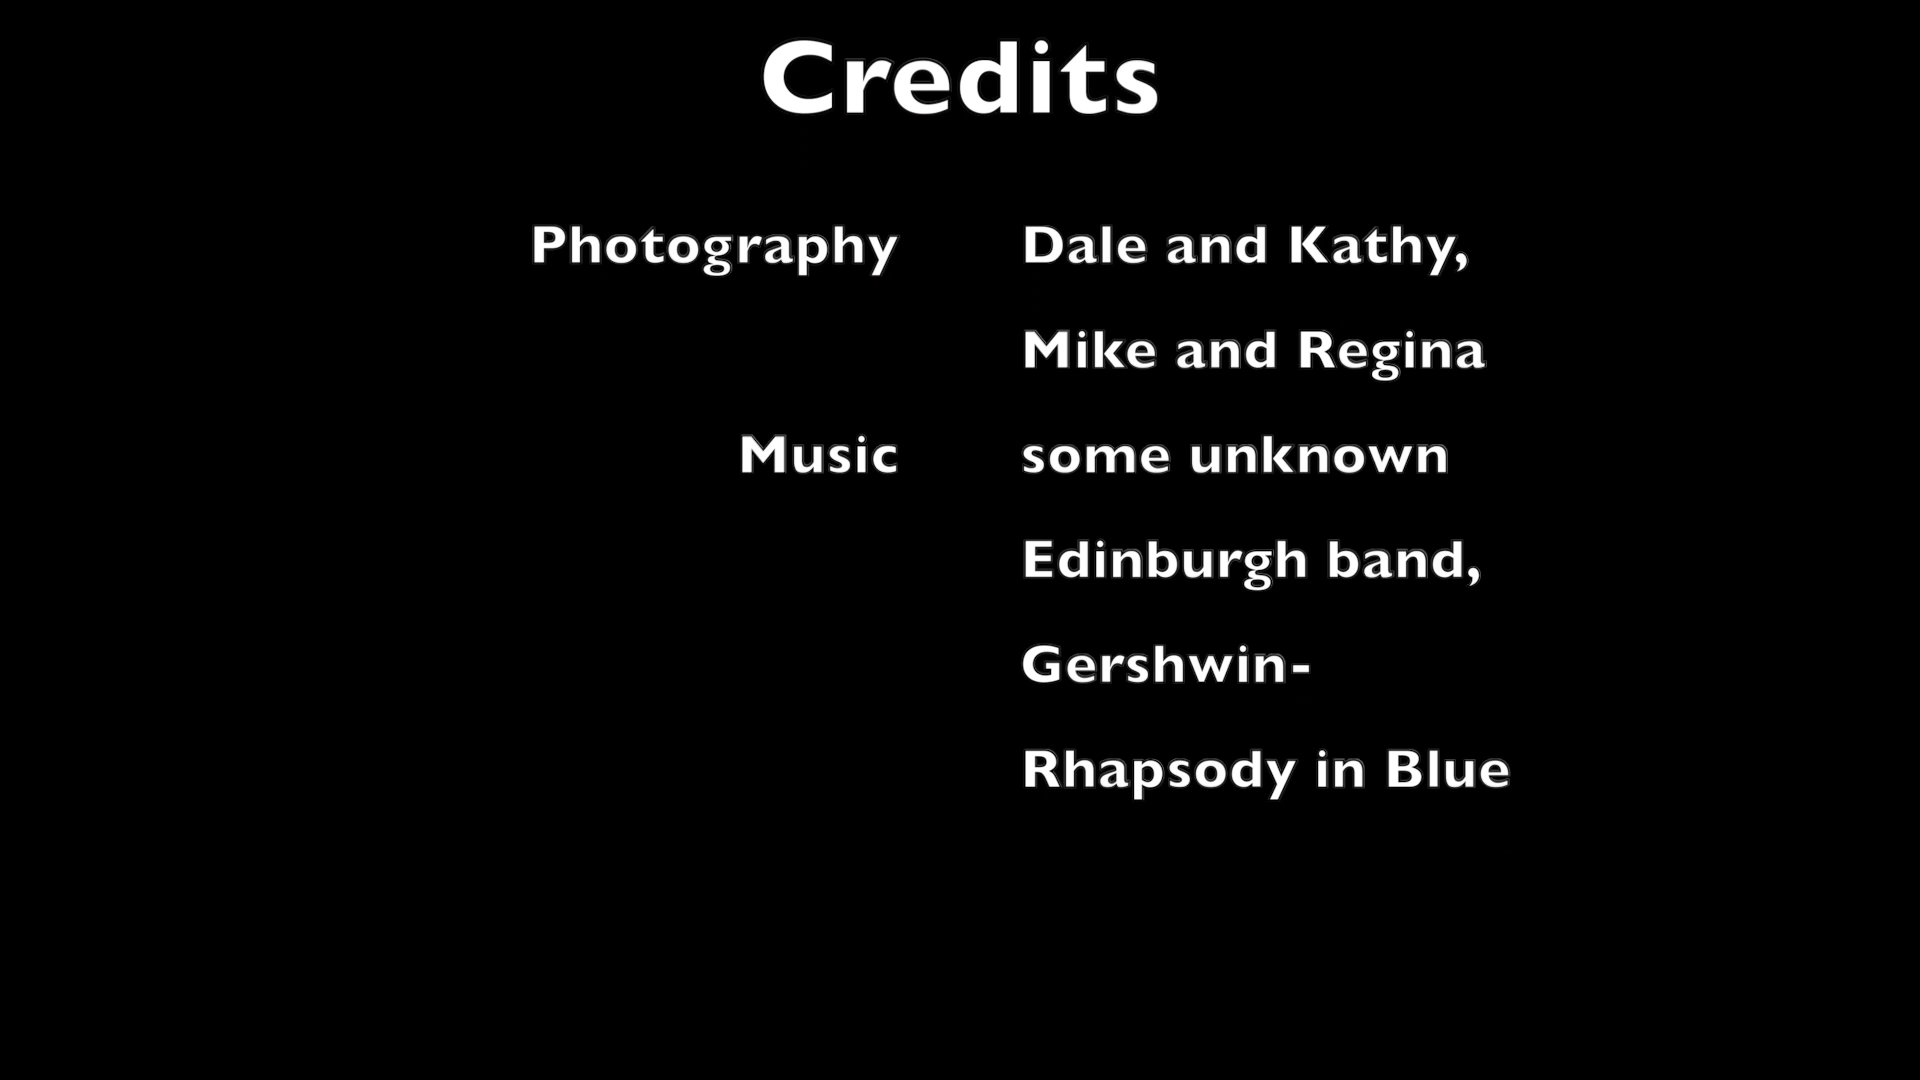 Credits
Photography Dale and Kathy,
Mike and Regina
Music some unknown
Edinburgh band,
Gershwin-
Rhapsody in Blue